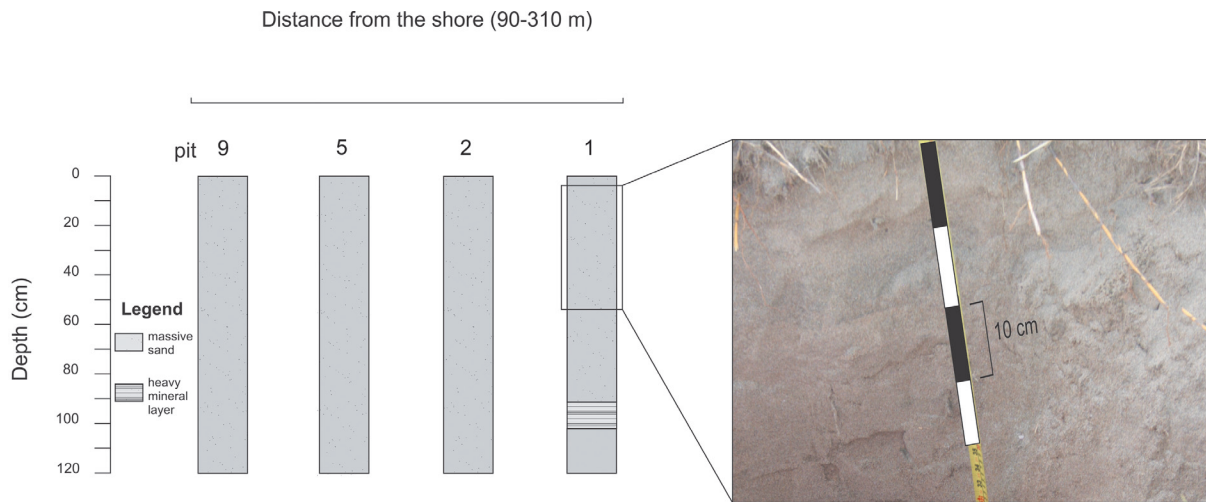 Distance from the shore (90-310 m)
pit 9 5 2 1
0
20
40
60
80
100
120
Depth (cm)
Legend
massive
sand
heavy
mineral
layer
10 cm